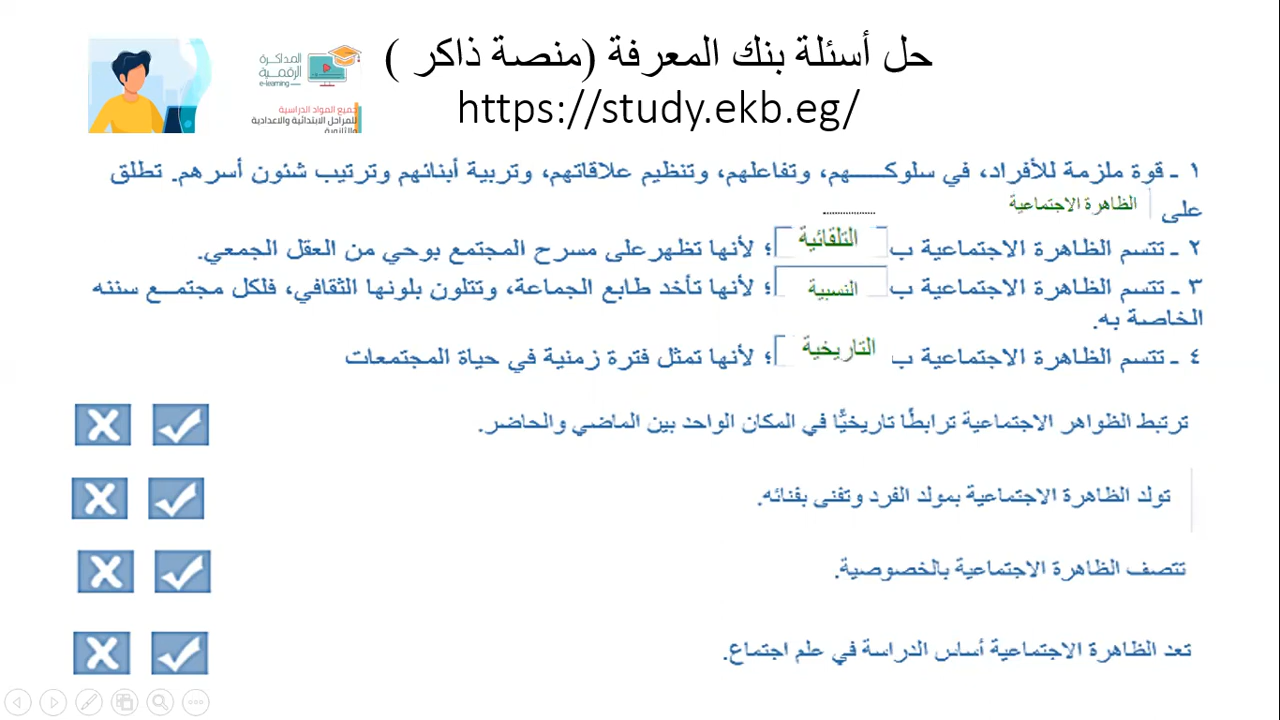 حل أسئلة بنك المعرفة (منصة ذاكر )
https://study.ekb.eg/
المذاكرة
الرقمية
e-learning
جميع المواد الدراسية
للمراحل الابتدائية والاعدادية
والثانوية
١ ـ قوة ملزمة للأفراد، في سلوكـــــهم، وتفاعلهم، وتنظيم علاقاتهم، وتربية أبنائهم وترتيب شئون أسرهم. تطلق
على الظاهرة الاجتماعية ..............
٢ ـ تتسم الظاهرة الاجتماعية ب التلقائية ؛ لأنها تظهر على مسرح المجتمع بوحي من العقل الجمعي.
٣ ـ تتسم الظاهرة الاجتماعية ب النسبية ؛ لأنها تأخد طابع الجماعة، وتتلون بلونها الثقافي، فلكل مجتمـــع سننه
الخاصة به.
٤ ـ تتسم الظاهرة الاجتماعية ب التاريخية ؛ لأنها تمثل فترة زمنية في حياة المجتمعات
ترتبط الظواهر الاجتماعية ترابطًا تاريخيًّا في المكان الواحد بين الماضي والحاضر.
تولد الظاهرة الاجتماعية بمولد الفرد وتفنى بفنائه.
تتصف الظاهرة الاجتماعية بالخصوصية.
تعد الظاهرة الاجتماعية أساس الدراسة في علم اجتماع.